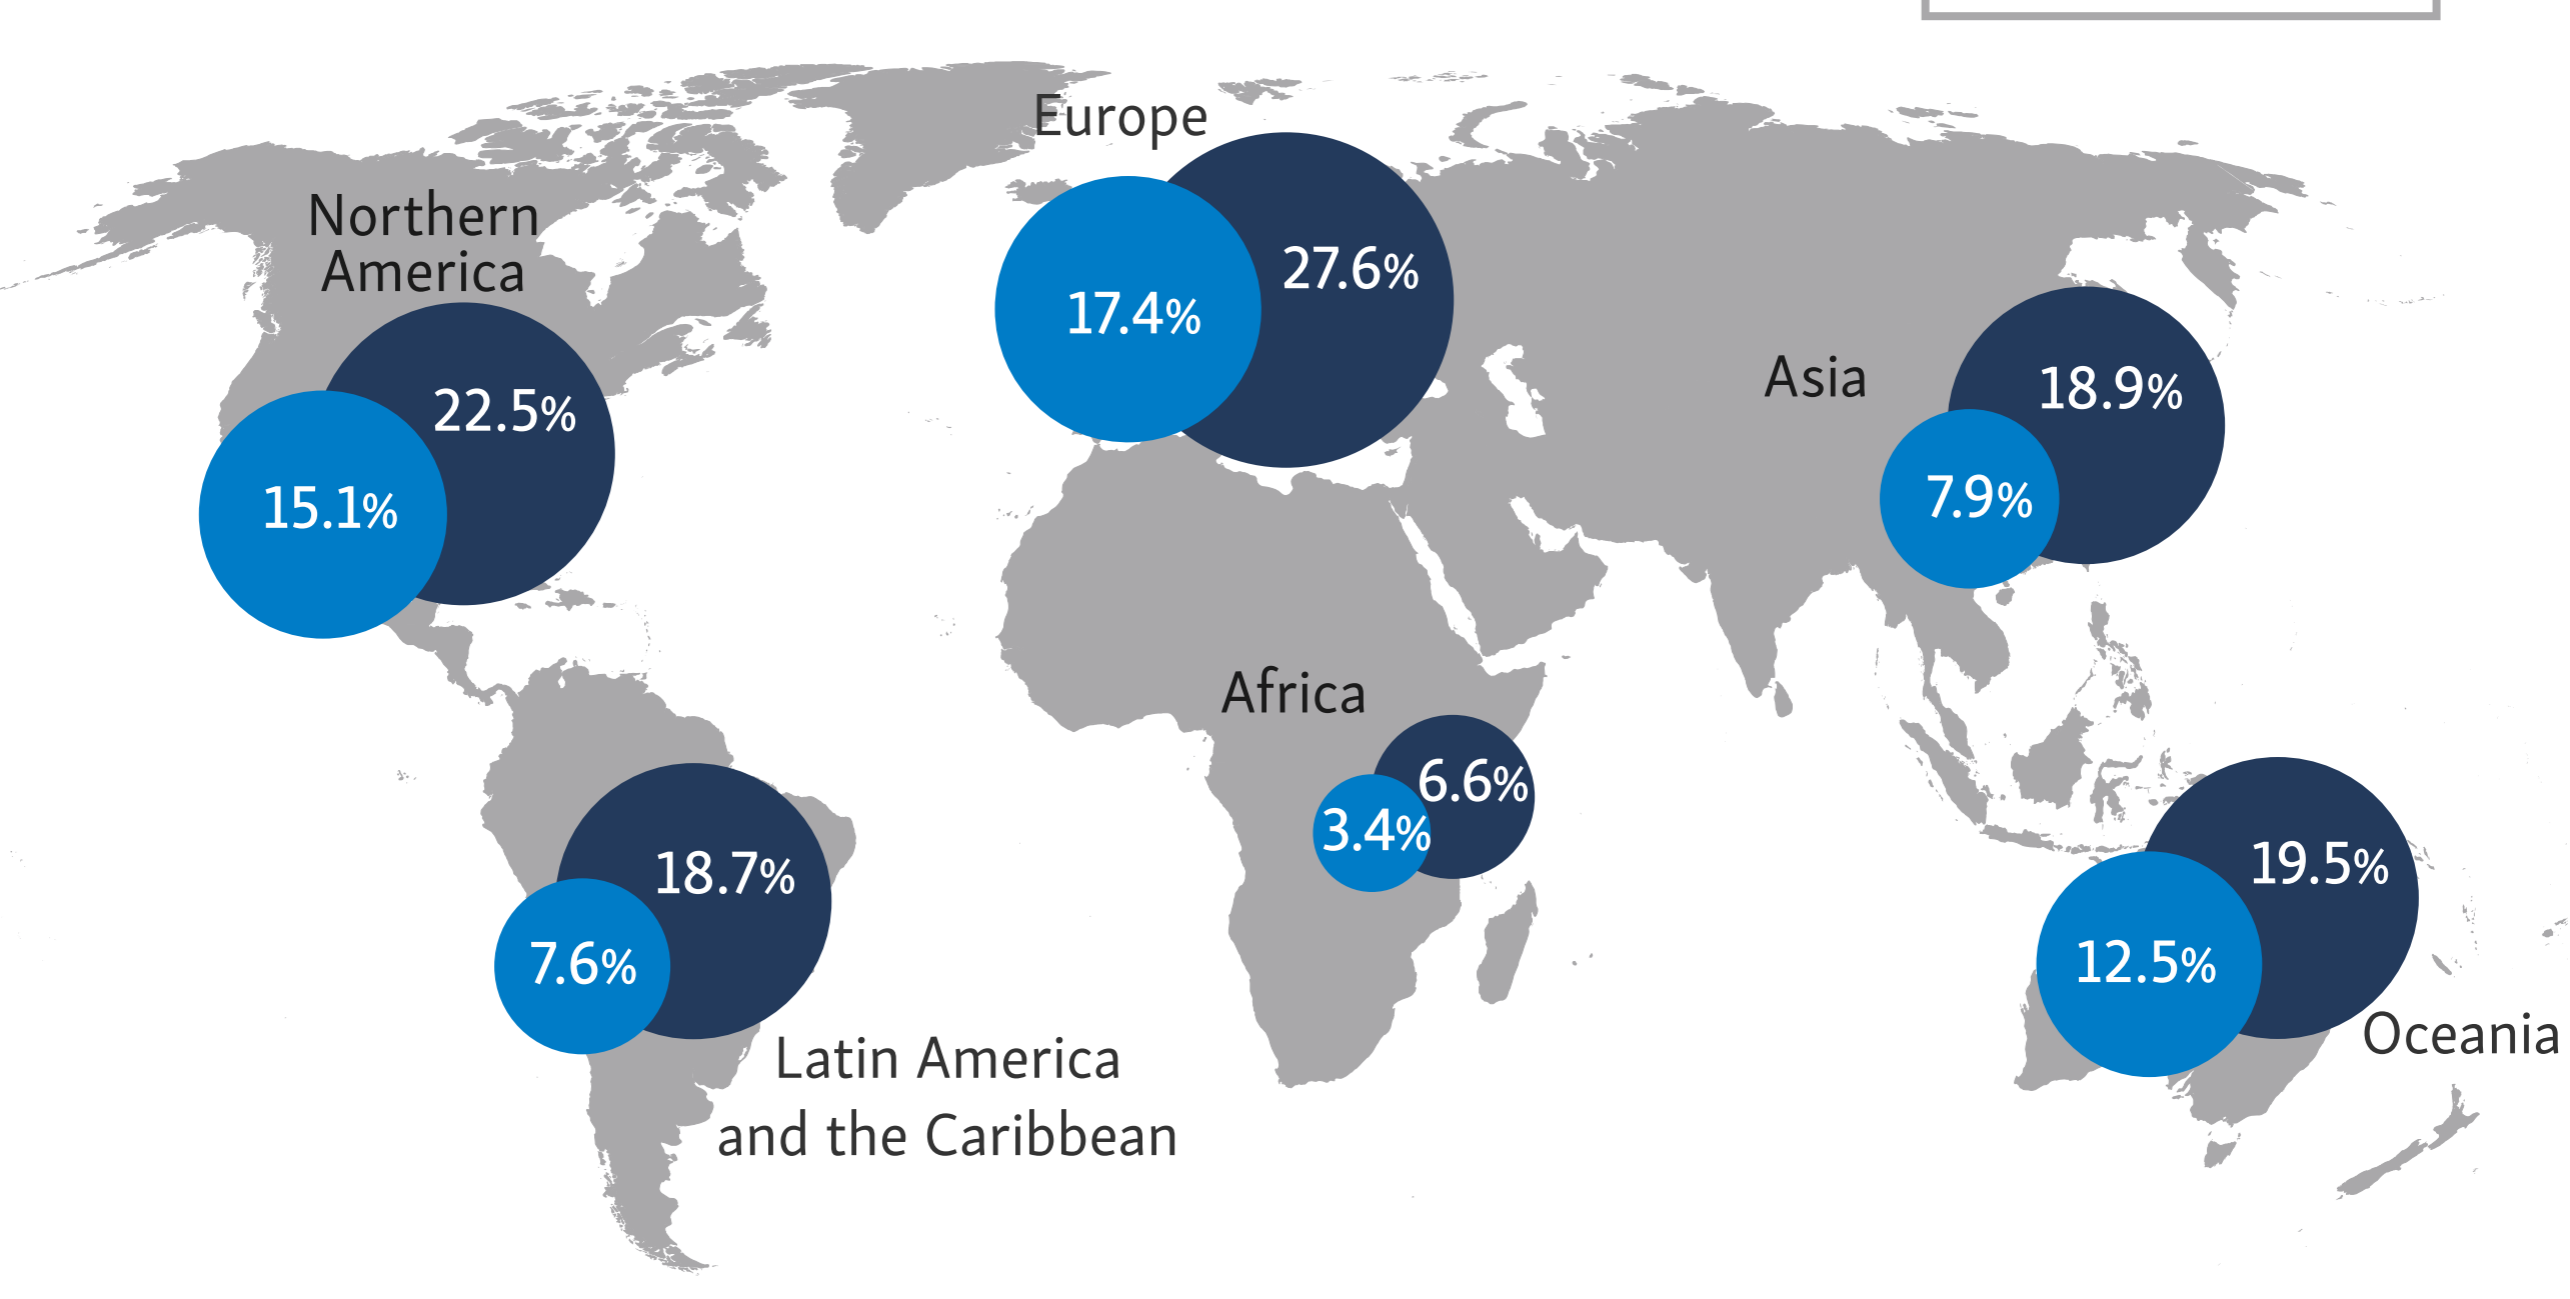 Europe
27.6%
17.4%
Northern
America
22.5%
15.1%
Asia
18.9%
7.9%
Africa
6.6%
3.4%
18.7%
7.6%
Latin America
and the Caribbean
19.5%
12.5%
Oceania